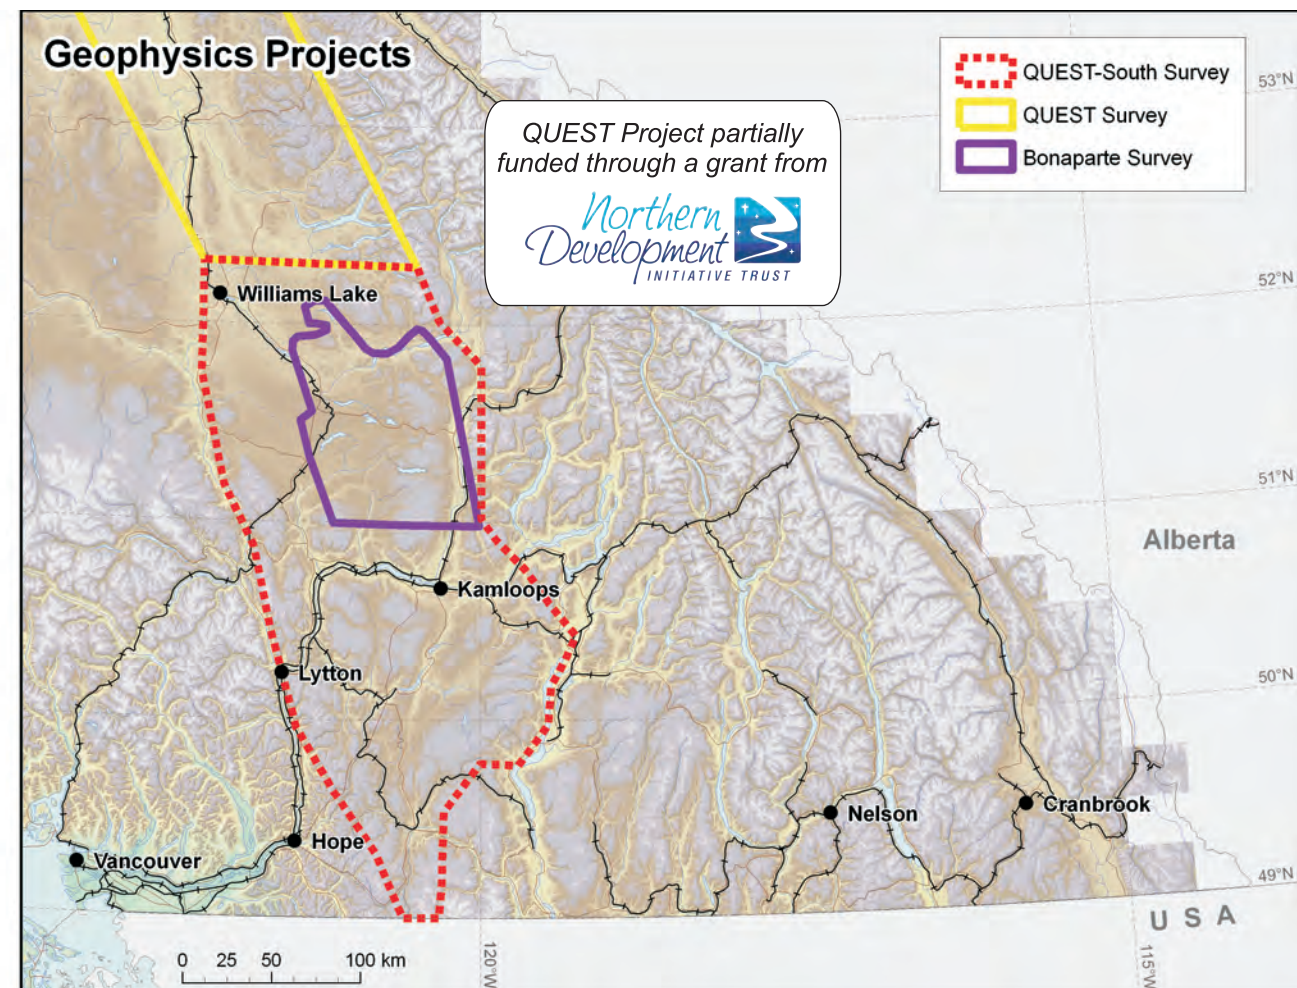 Geophysics Projects
QUEST-South Survey
QUEST Survey
Bonaparte Survey
QUEST Project partially
funded through a grant from
Northern
Development
INITIATIVE TRUST
53°N
52°N
51°N
50°N
49°N
Williams Lake
Kamloops
Lytton
Hope
Vancouver
Nelson
Cranbrook
Alberta
U S A
0 25 50 100 km
120°W
115°W